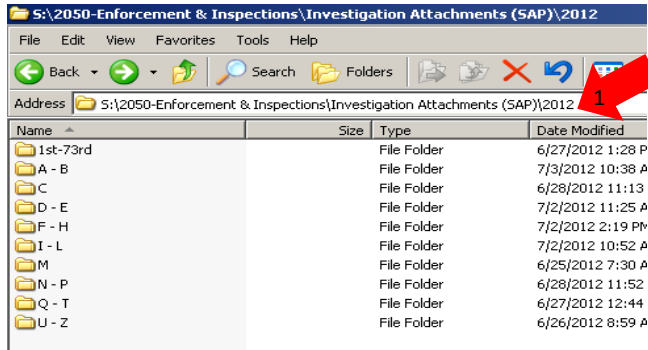 S:\2050-Enforcement & Inspections\Investigation Attachments (SAP)\2012
File Edit View Favorites Tools Help
Back Search Folders
Address S:\2050-Enforcement & Inspections\Investigation Attachments (SAP)\2012 1
Name Size Type Date Modified
1st-73rd File Folder 6/27/2012 1:28 P
A - B File Folder 7/3/2012 10:38 A
C File Folder 6/28/2012 11:13
D - E File Folder 7/2/2012 11:25 A
F - H File Folder 7/2/2012 2:19 PM
I - L File Folder 7/2/2012 10:52 A
M File Folder 6/25/2012 7:30 A
N - P File Folder 6/28/2012 11:52
Q - T File Folder 6/27/2012 12:44
U - Z File Folder 6/26/2012 8:59 A